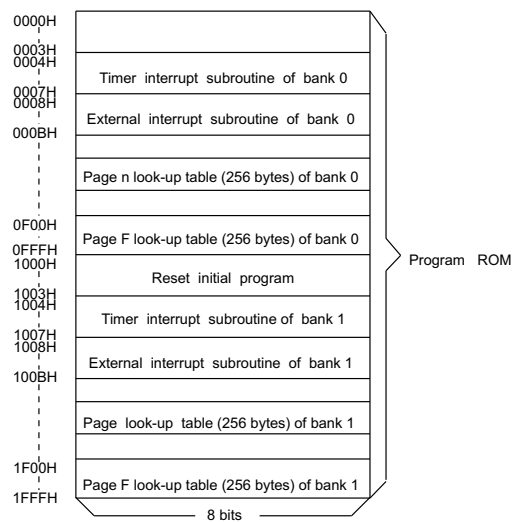 0000H
0003H
0004H
Timer interrupt subroutine of bank 0
0007H
0008H
External interrupt subroutine of bank 0
000BH
Page n look-up table (256 bytes) of bank 0
0F00H
Page F look-up table (256 bytes) of bank 0
0FFFH
Program ROM
1000H
Reset initial program
1003H
1004H
Timer interrupt subroutine of bank 1
1007H
1008H
External interrupt subroutine of bank 1
100BH
Page look-up table (256 bytes) of bank 1
1F00H
Page F look-up table (256 bytes) of bank 1
1FFFH
8 bits